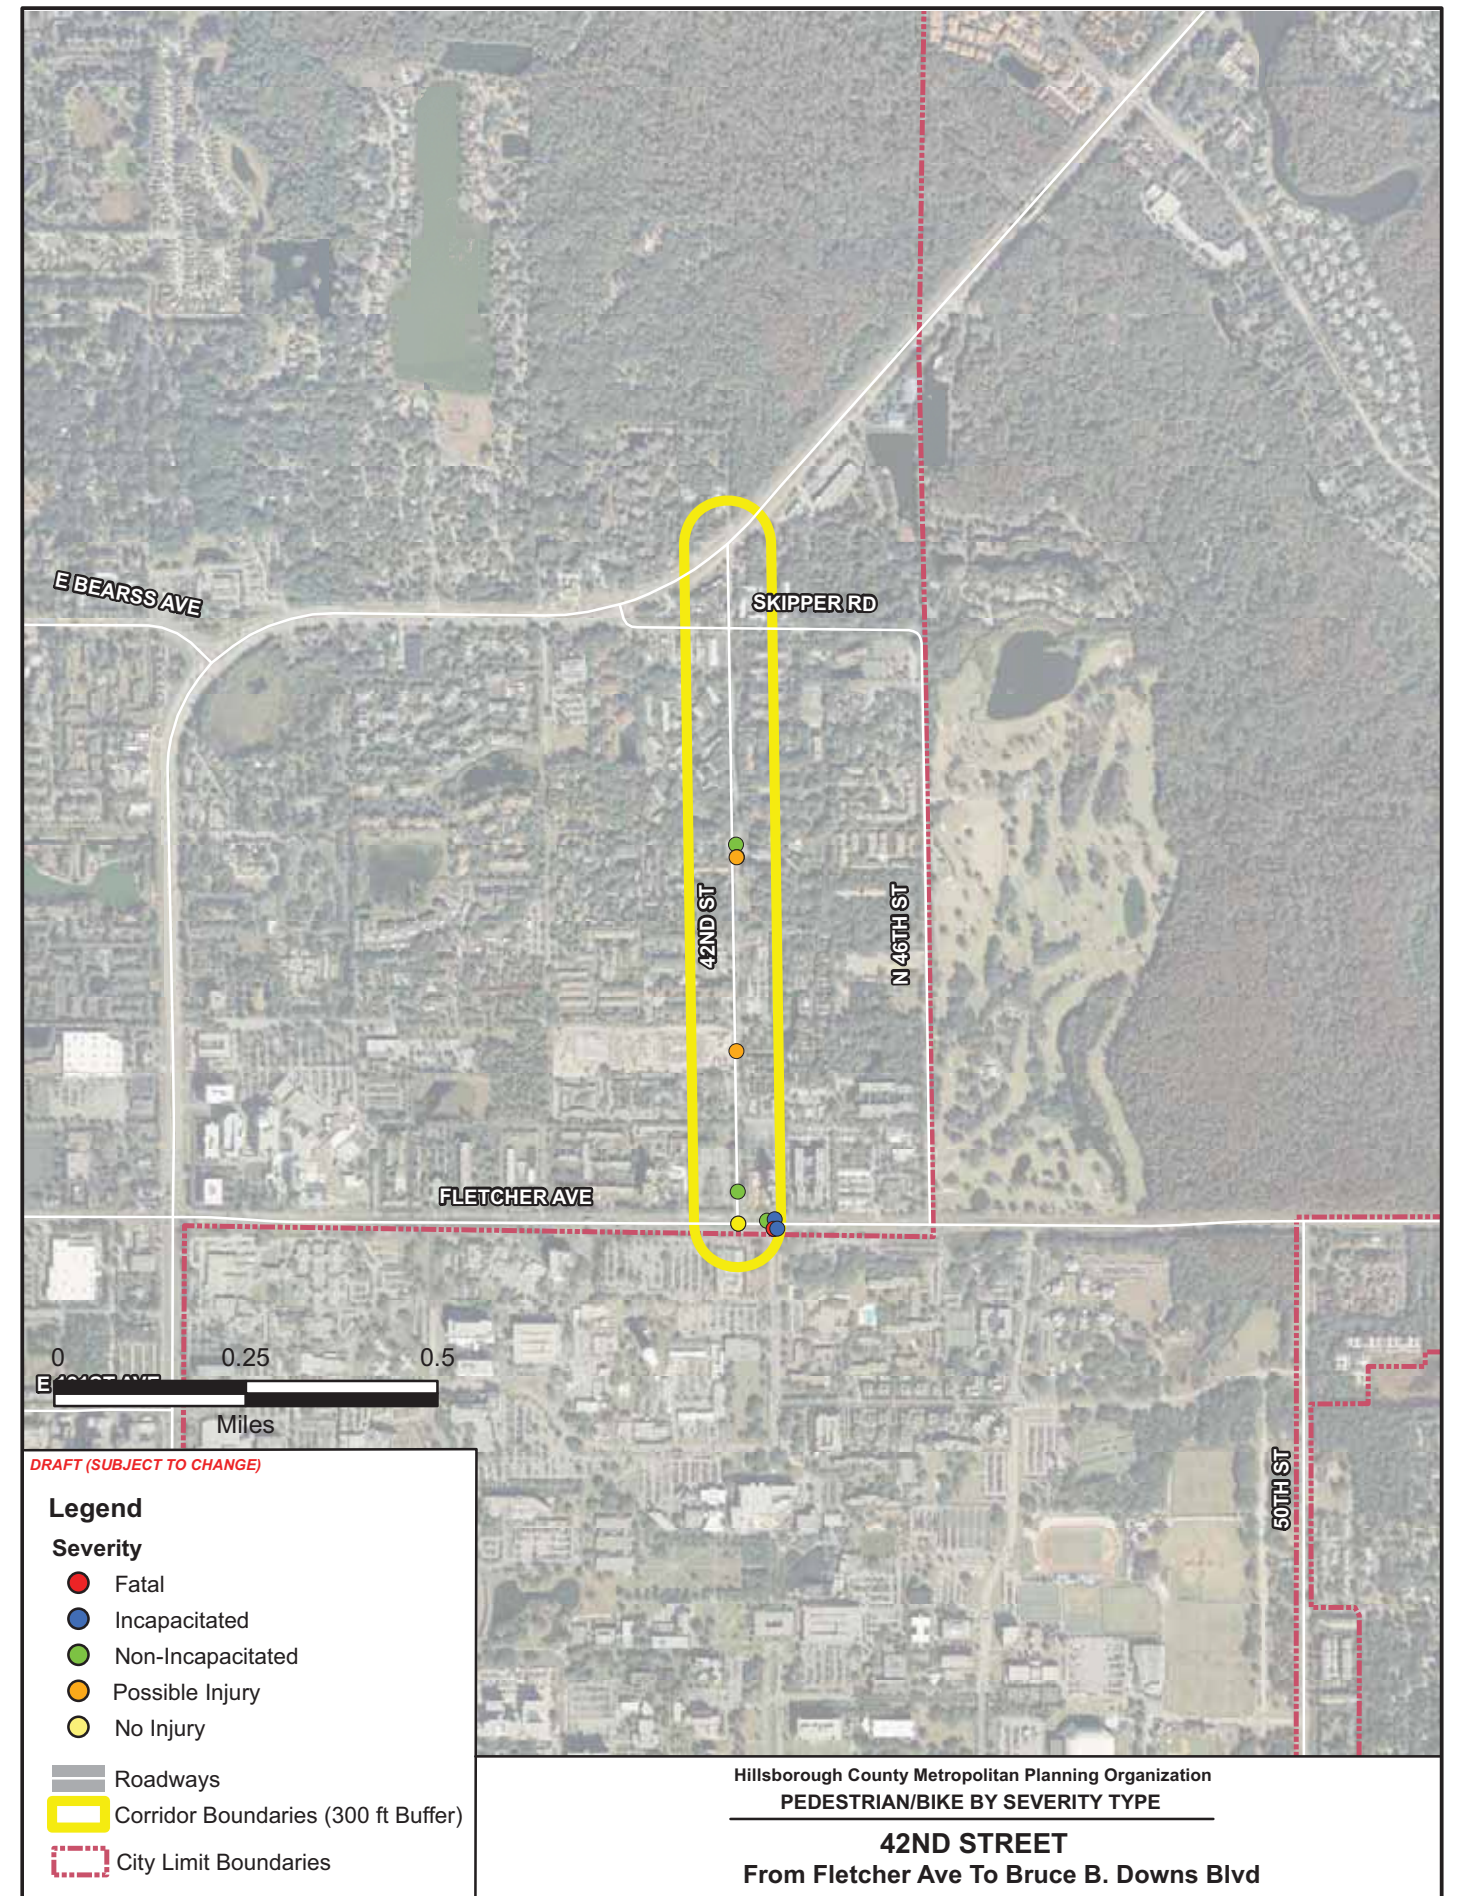 E BEARSS AVE
SKIPPER RD
42ND ST
N 46TH ST
FLETCHER AVE
0 0.25 0.5
E
Miles
50TH ST
DRAFT (SUBJECT TO CHANGE)
Legend
Severity
Fatal
Incapacitated
Non-Incapacitated
Possible Injury
No Injury
Roadways
Corridor Boundaries (300 ft Buffer)
City Limit Boundaries
Hillsborough County Metropolitan Planning Organization
PEDESTRIAN/BIKE BY SEVERITY TYPE
42ND STREET
From Fletcher Ave To Bruce B. Downs Blvd